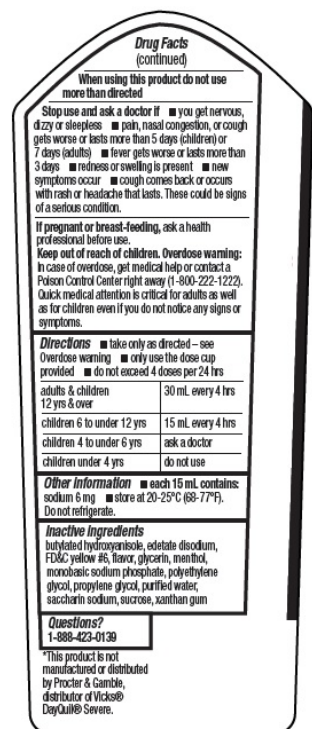 Drug Facts
(continued)
When using this product do not use
more than directed
Stop use and ask a doctor if ■ you get nervous,
dizzy or sleepless ■ pain, nasal congestion, or cough
gets worse or lasts more than 5 days (children) or
7 days (adults) ■ fever gets worse or lasts more than
3 days ■ redness or swelling is present ■ new
symptoms occur ■ cough comes back or occurs
with rash or headache that lasts. These could be signs
of a serious condition.
If pregnant or breast-feeding, ask a health
professional before use.
Keep out of reach of children. Overdose warning:
In case of overdose, get medical help or contact a
Poison Control Center right away (1-800-222-1222).
Quick medical attention is critical for adults as well
as for children even if you do not notice any signs or
symptoms.
Directions ■ take only as directed – see
Overdose warning ■ only use the dose cup
provided ■ do not exceed 4 doses per 24 hrs
adults & children 30 mL every 4 hrs
12 yrs & over
children 6 to under 12 yrs 15 mL every 4 hrs
children 4 to under 6 yrs ask a doctor
children under 4 yrs do not use
Other information ■ each 15 mL contains:
sodium 6 mg ■ store at 20-25°C (68-77°F).
Do not refrigerate.
Inactive ingredients
butylated hydroxyanisole, edetate disodium,
FD&C yellow #6, flavor, glycerin, menthol,
monobasic sodium phosphate, polyethylene
glycol, propylene glycol, purified water,
saccharin sodium, sucrose, xanthan gum
Questions?
1-888-423-0139
*This product is not
manufactured or distributed
by Procter & Gamble,
distributor of Vicks®
DayQuil® Severe.